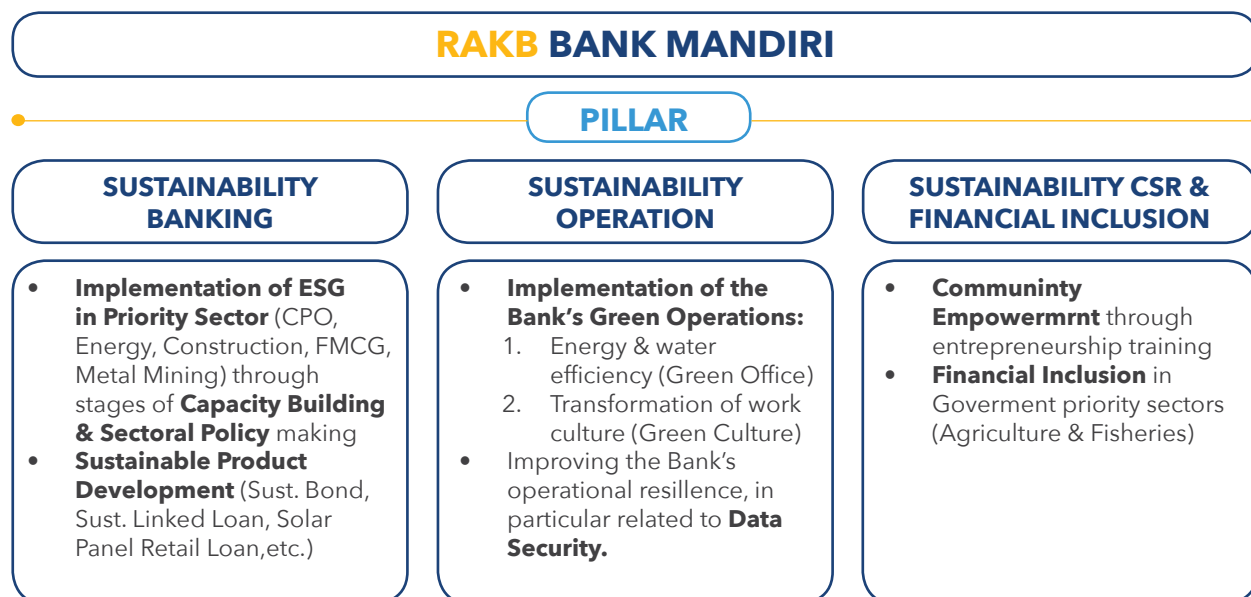 RAKB BANK MANDIRI
PILLAR
SUSTAINABILITY
BANKING
• Implementation of ESG
in Priority Sector (CPO,
Energy, Construction, FMCG,
Metal Mining) through
stages of Capacity Building
& Sectoral Policy making
• Sustainable Product
Development (Sust. Bond,
Sust. Linked Loan, Solar
Panel Retail Loan,etc.)
SUSTAINABILITY
OPERATION
• Implementation of the
Bank's Green Operations:
1. Energy & water
efficiency (Green Office)
2. Transformation of work
culture (Green Culture)
• Improving the Bank's
operational resillence, in
particular related to Data
Security.
SUSTAINABILITY CSR &
FINANCIAL INCLUSION
• Communinty
Empowermrnt through
entrepreneurship training
• Financial Inclusion in
Goverment priority sectors
(Agriculture & Fisheries)